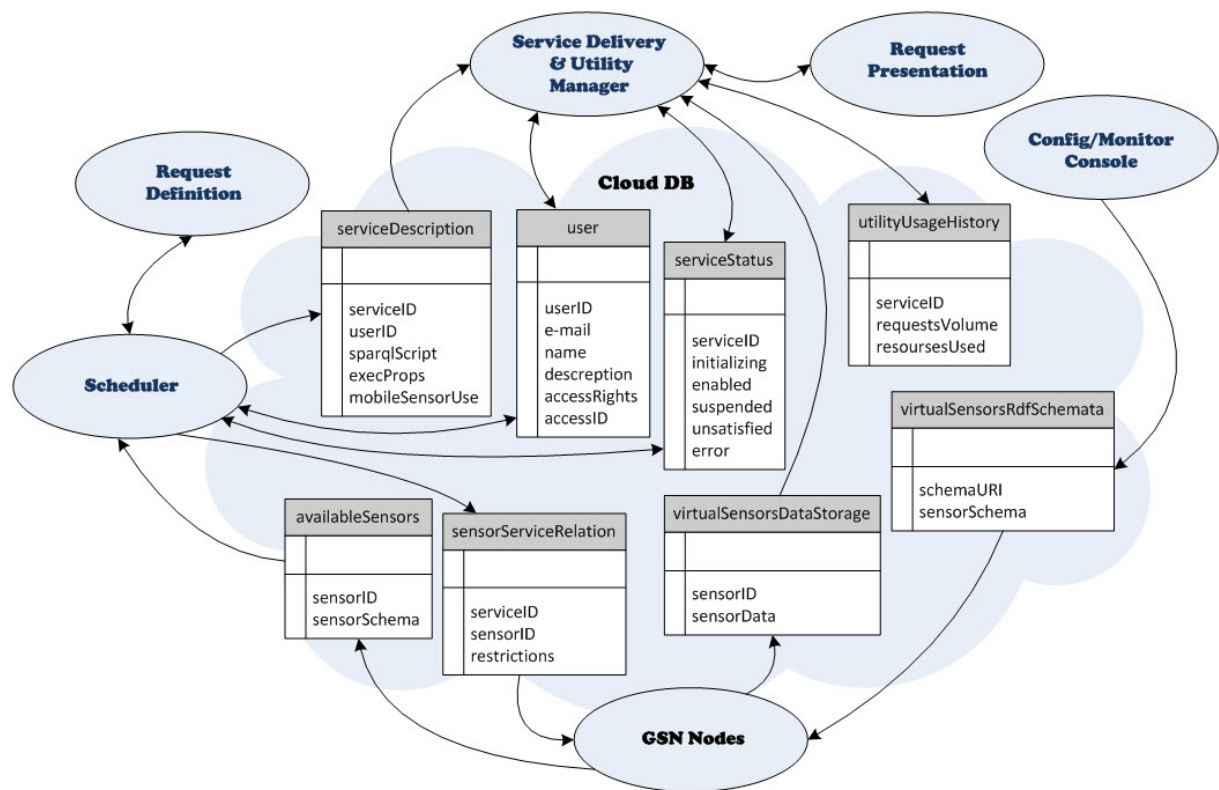 Service Delivery
& Utility
Manager
Request
Presentation
Config/Monitor
Console
Request
Definition
Cloud DB
serviceDescription
serviceID
userID
sparqlScript
execProps
mobileSensorUse
user
userID
e-mail
name
descreption
accessRights
accessID
serviceStatus
serviceID
initializing
enabled
suspended
unsatisfied
error
utilityUsageHistory
serviceID
requestsVolume
resoursesUsed
Scheduler
virtualSensorsRdfSchemata
schemaURI
sensorSchema
availableSensors
sensorID
sensorSchema
sensorServiceRelation
serviceID
sensorID
restrictions
virtualSensorsDataStorage
sensorID
sensorData
GSN Nodes